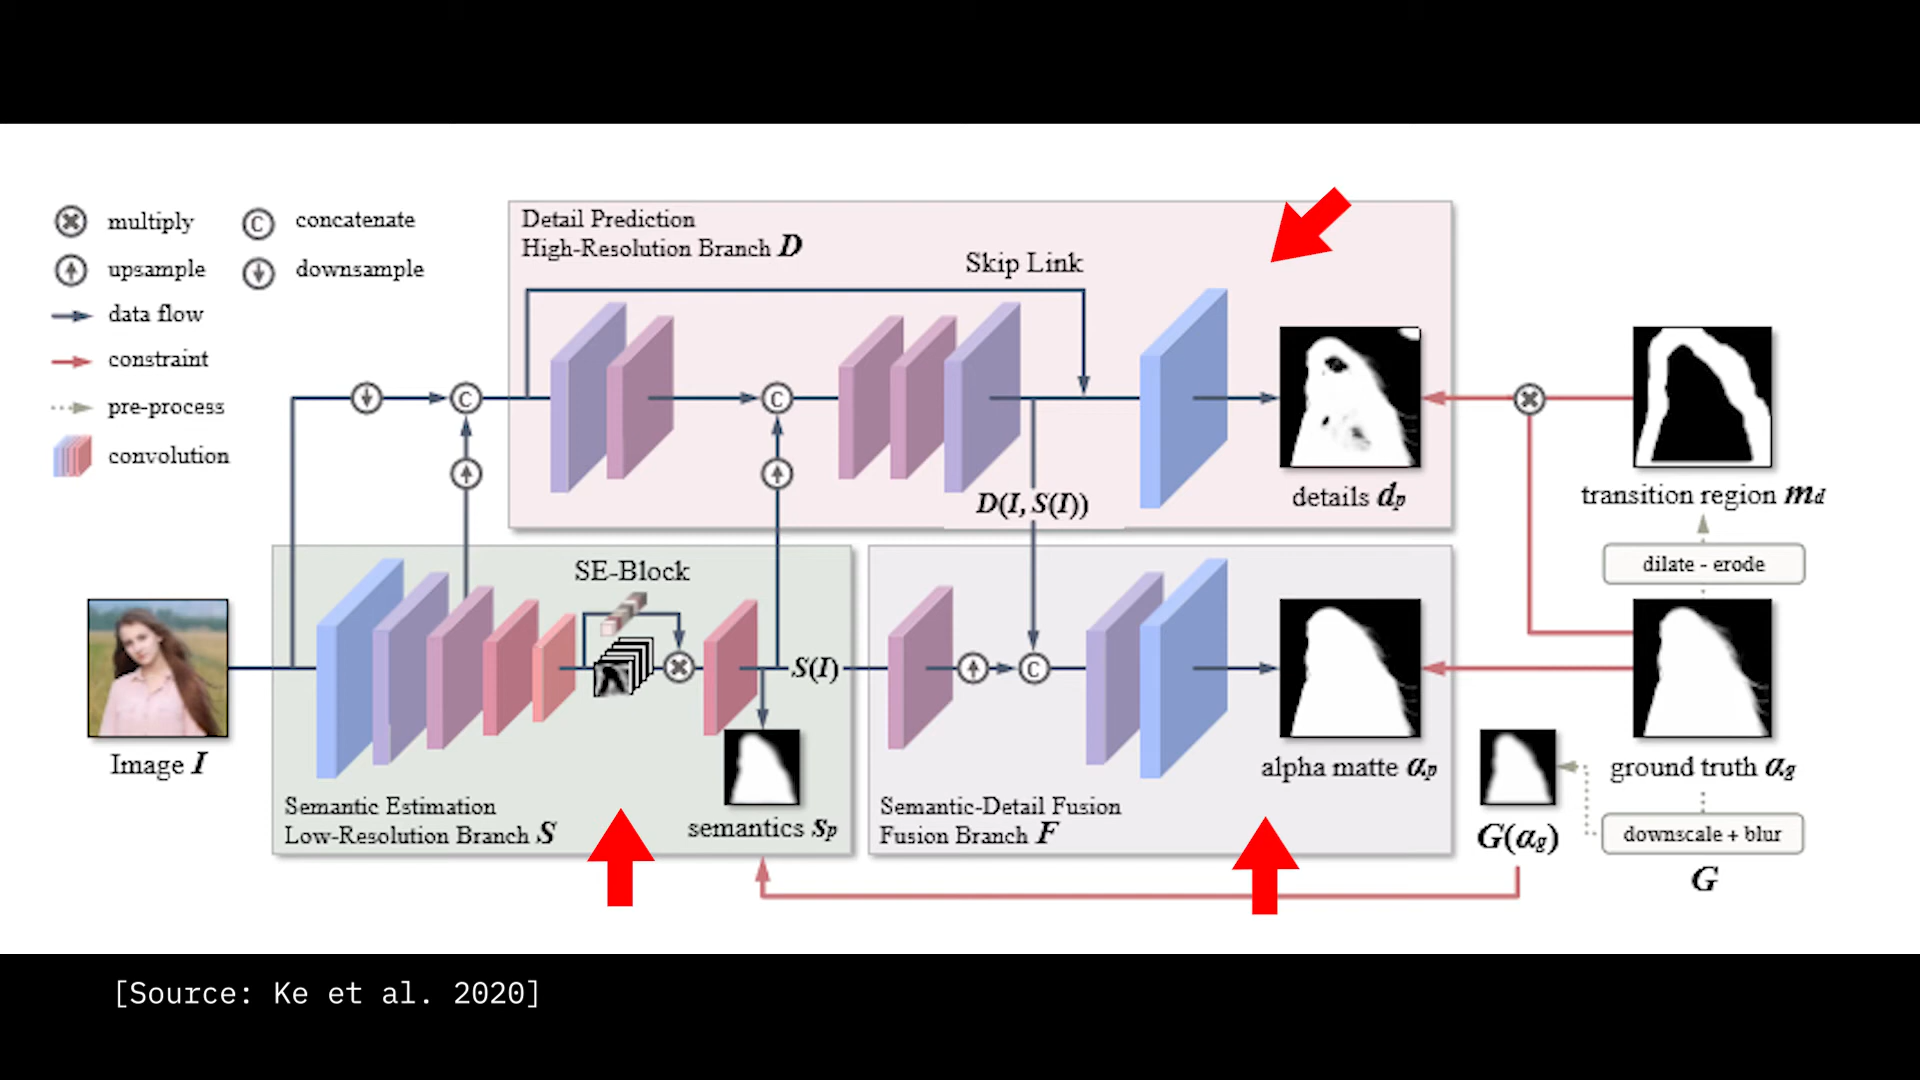 multiply
concatenate
upsample
downsample
data flow
constraint
pre-process
convolution
Detail Prediction
High-Resolution Branch D
Skip Link
D(I, S(I))
details dp
transition region md
dilate - erode
Image I
SE-Block
S(I)
semantics sp
Semantic Estimation
Low-Resolution Branch S
Semantic-Detail Fusion
Fusion Branch F
alpha matte αp
G(αg)
ground truth αg
downscale + blur
G
[Source: Ke et al. 2020]